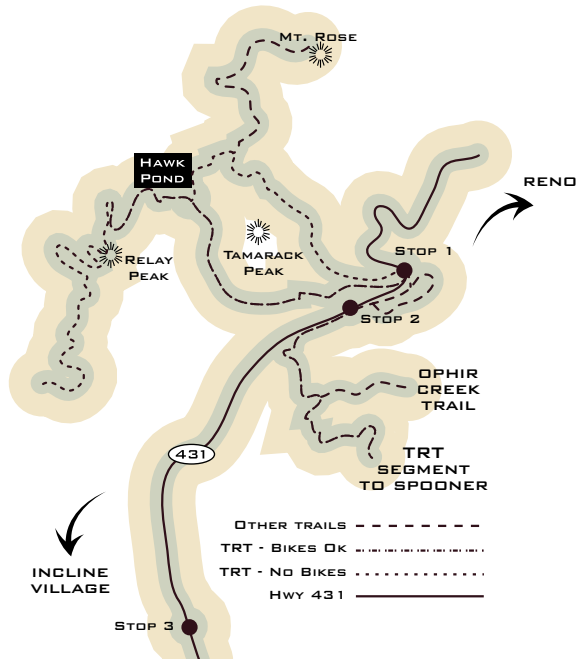 Mt. Rose
Hawk
Pond
RENO
Stop 1
Tamarack
Peak
Relay
Peak
Stop 2
OPHIR
CREEK
TRAIL
431
TRT
SEGMENT
TO SPOONER
Other trails
TRT - Bikes Ok
TRT - No Bikes
Hwy 431
INCLINE
VILLAGE
Stop 3